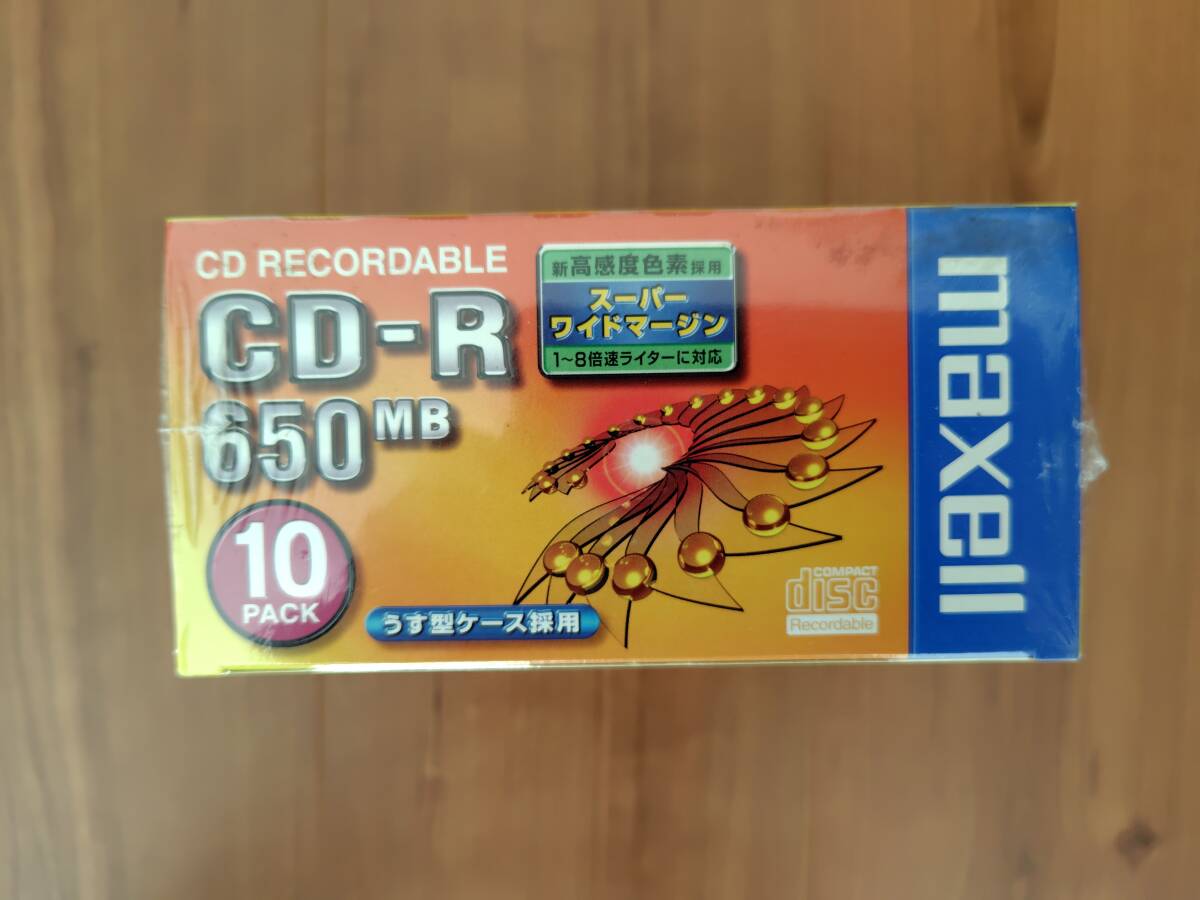 CD RECORDABLE
CD-R
650MB
10
PACK
新高感度色素採用
スーパー
ワイドマージン
1〜8倍速ライターに対応
うす型ケース採用
COMPACT
disc
Recordable
maxell